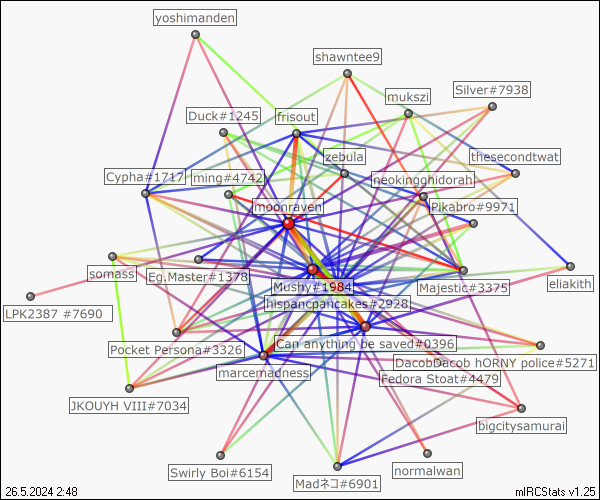 yoshimanden
shawntee9
Silver#7938
mukszi
Duck#1245
frisout
zebula
thesecondtwat
Cypha#1717
ming#4742
neokingghidorah
moonraven
Pikabro#9971
somass
Eg.Master#1378
Mushy#1984
Majestic#3375
eliakith
hispancpancakes#2928
LPK2387 #7690
Can anything be saved#0396
Pocket Persona#3326
DacobDacob hORNY police#5271
marcemadness
Fedora Stoat#4479
JKOUYH VIII#7034
bigcitysamurai
Swirly Boi#6154
normalwan
Madネコ#6901
26.5.2024 2:48
mIRCStats v1.25